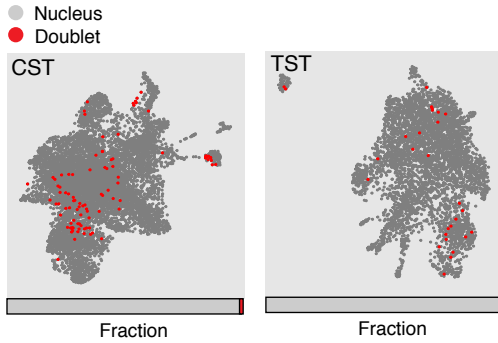 Nucleus
Doublet
CST
TST
Fraction
Fraction